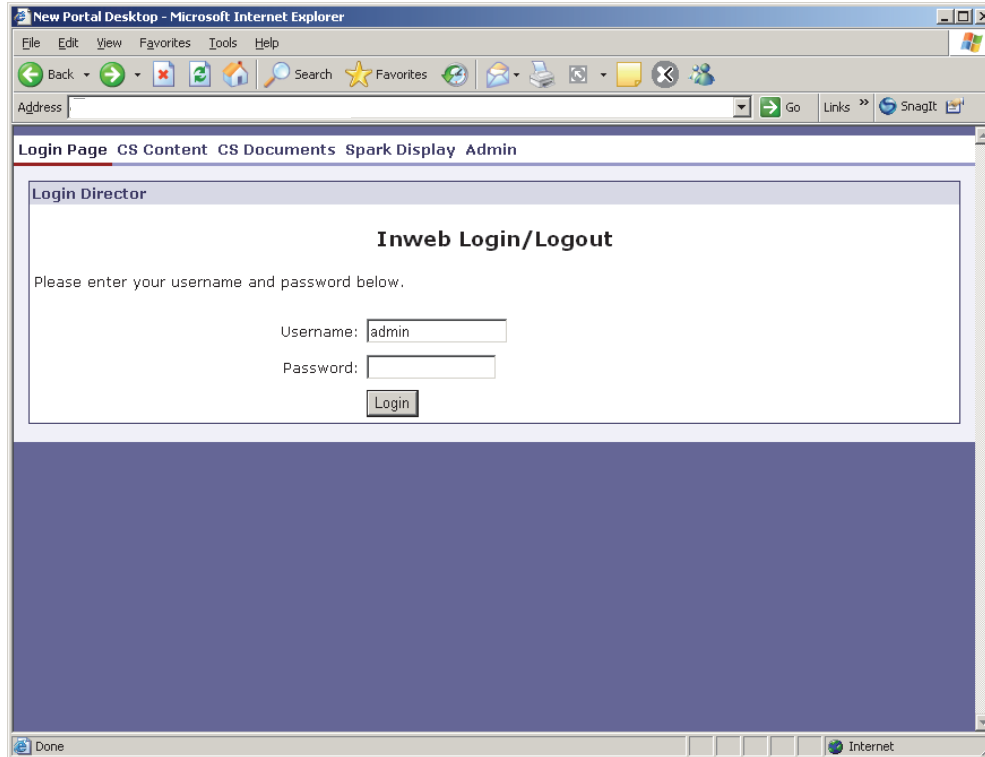 New Portal Desktop - Microsoft Internet Explorer
File Edit View Favorites Tools Help
Back Search Favorites
Address Go Links » SnagIt
Login Page CS Content CS Documents Spark Display Admin
Login Director
Inweb Login/Logout
Please enter your username and password below.
Username: admin
Password:
Login
Done Internet